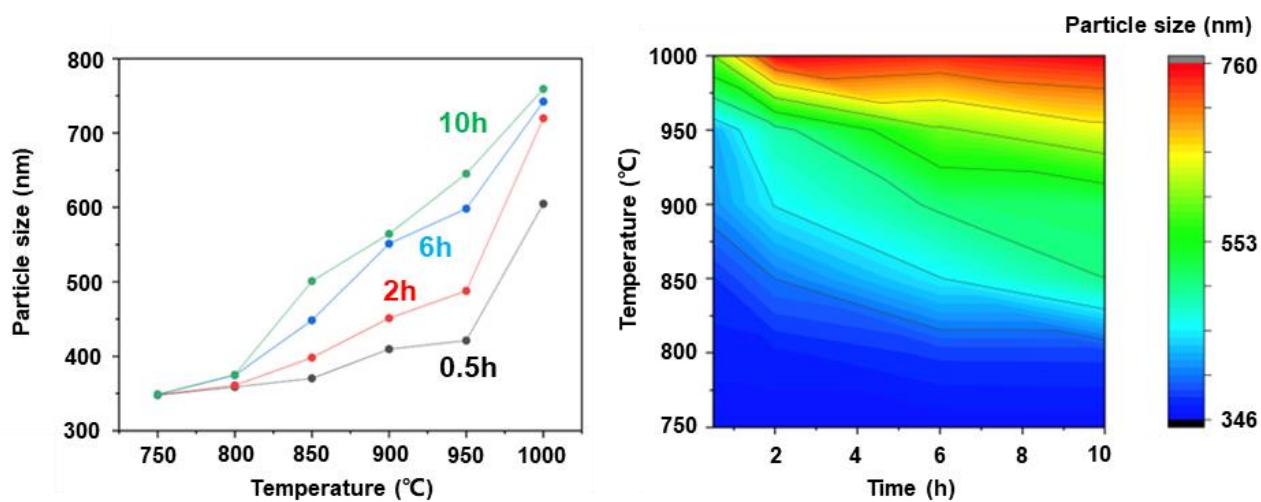 800
700
600
500
400
300
Particle size (nm)
10h
6h
2h
0.5h
750 800 850 900 950 1000
Temperature (℃)
Particle size (nm)
1000
950
900
850
800
750
Temperature (℃)
2 4 6 8 10
Time (h)
760
553
346